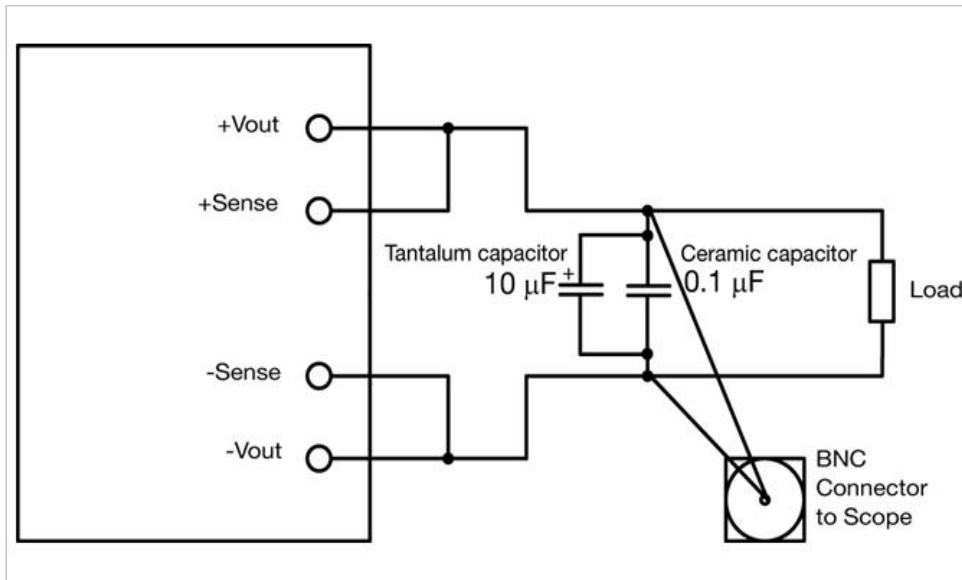 +Vout
+Sense
Tantalum capacitor
10 µF
+
Ceramic capacitor
0.1 µF
Load
-Sense
-Vout
BNC
Connector
to Scope